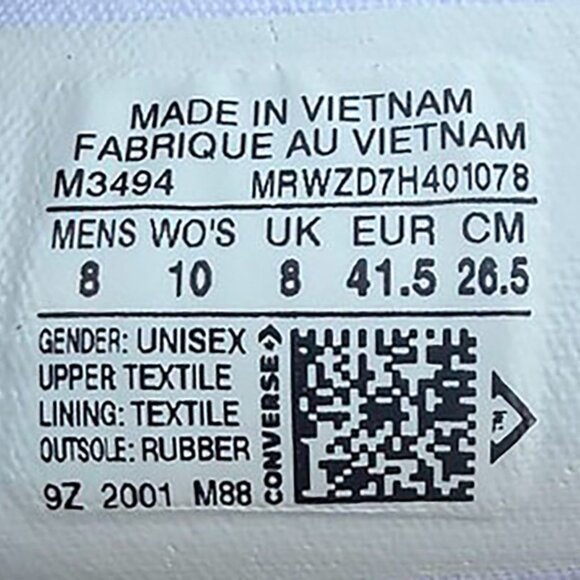 MADE IN VIETNAM
FABRIQUE AU VIETNAM
M3494 MRWZD7H401078
MENS WO'S UK EUR CM
8 10 8 41.5 26.5
GENDER: UNISEX
UPPER TEXTILE
LINING: TEXTILE
OUTSOLE: RUBBER
9Z 2001 M88
CONVERSE